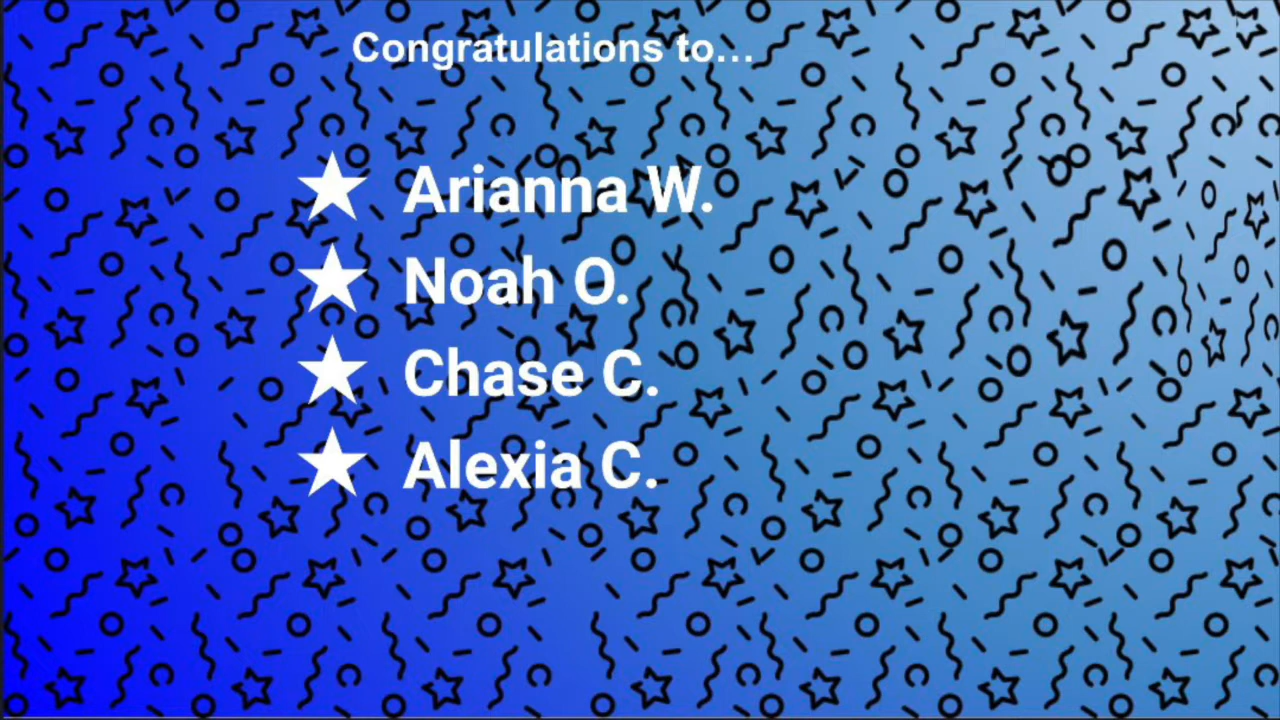 Congratulations to...
Arianna W.
Noah O.
Chase C.
Alexia C.